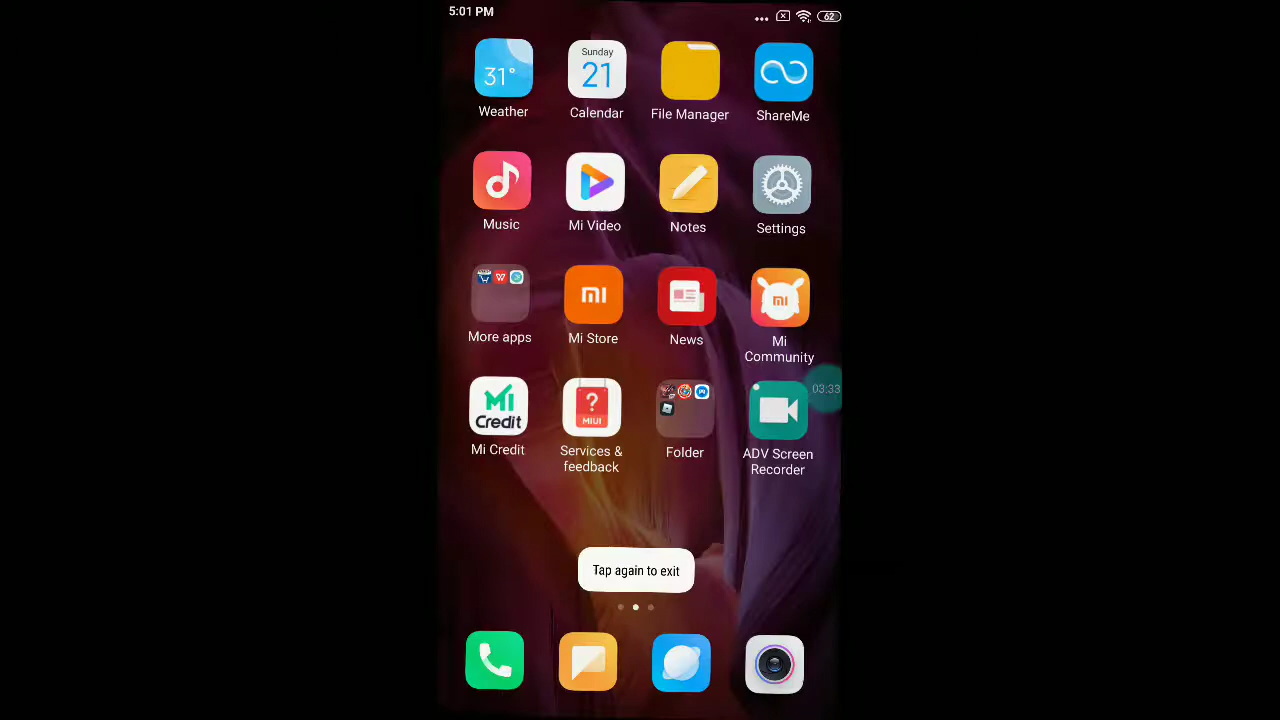 5:01 PM
62
31°
Sunday
21
Weather
Calendar
File Manager
ShareMe
Music
Mi Video
Notes
Settings
mi
mi
More apps
Mi Store
News
Mi
Community
03:33
Mi
Credit
?
MIUI
Mi Credit
Services &
feedback
Folder
ADV Screen
Recorder
Tap again to exit